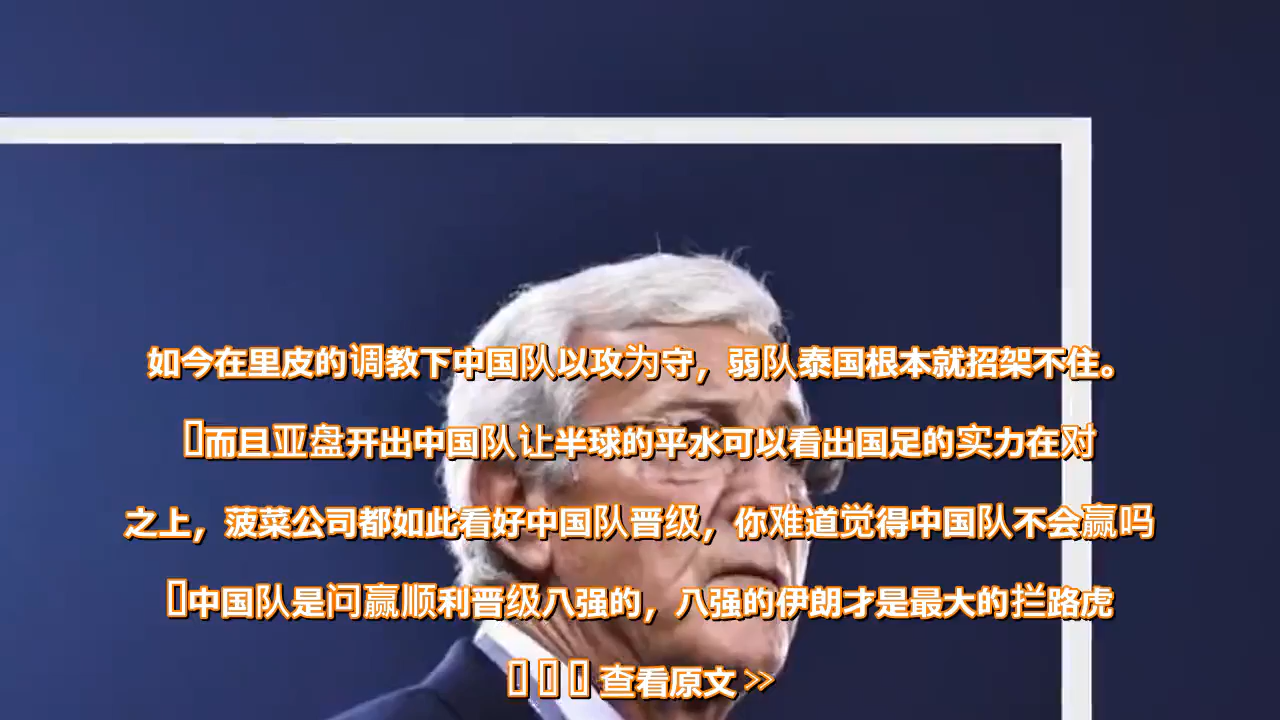 如今在里皮的调教下中国队以攻为守，弱队泰国根本就招架不住。
而且亚盘开出中国队让半球的平水可以看出国足的实力在对
之上，菠菜公司都如此看好中国队晋级，你难道觉得中国队不会赢吗
中国队是问赢顺利晋级八强的，八强的伊朗才是最大的拦路虎
查看原文 >>